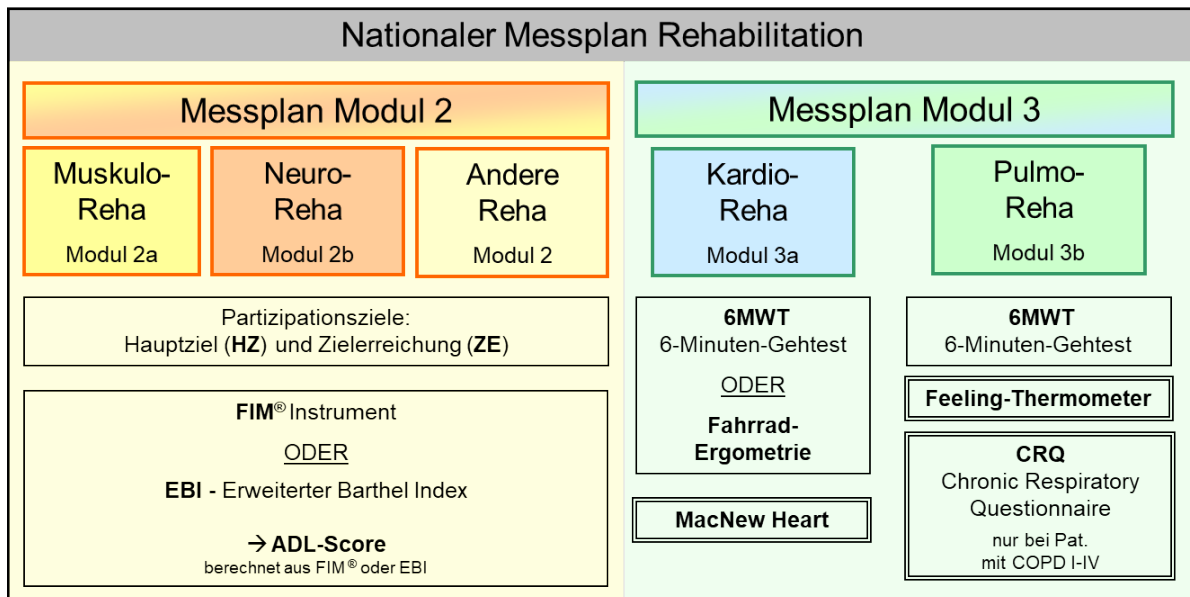 Nationaler Messplan Rehabilitation
Messplan Modul 2
Muskulo-
Reha
Modul 2a
Neuro-
Reha
Modul 2b
Andere
Reha
Modul 2
Partizipationsziele:
Hauptziel (HZ) und Zielerreichung (ZE)
FIM® Instrument
ODER
EBI - Erweiterter Barthel Index
→ ADL-Score
berechnet aus FIM® oder EBI
Messplan Modul 3
Kardio-
Reha
Modul 3a
Pulmo-
Reha
Modul 3b
6MWT
6-Minuten-Gehtest
ODER
Fahrrad-
Ergometrie
MacNew Heart
6MWT
6-Minuten-Gehtest
Feeling-Thermometer
CRQ
Chronic Respiratory
Questionnaire
nur bei Pat.
mit COPD I-IV